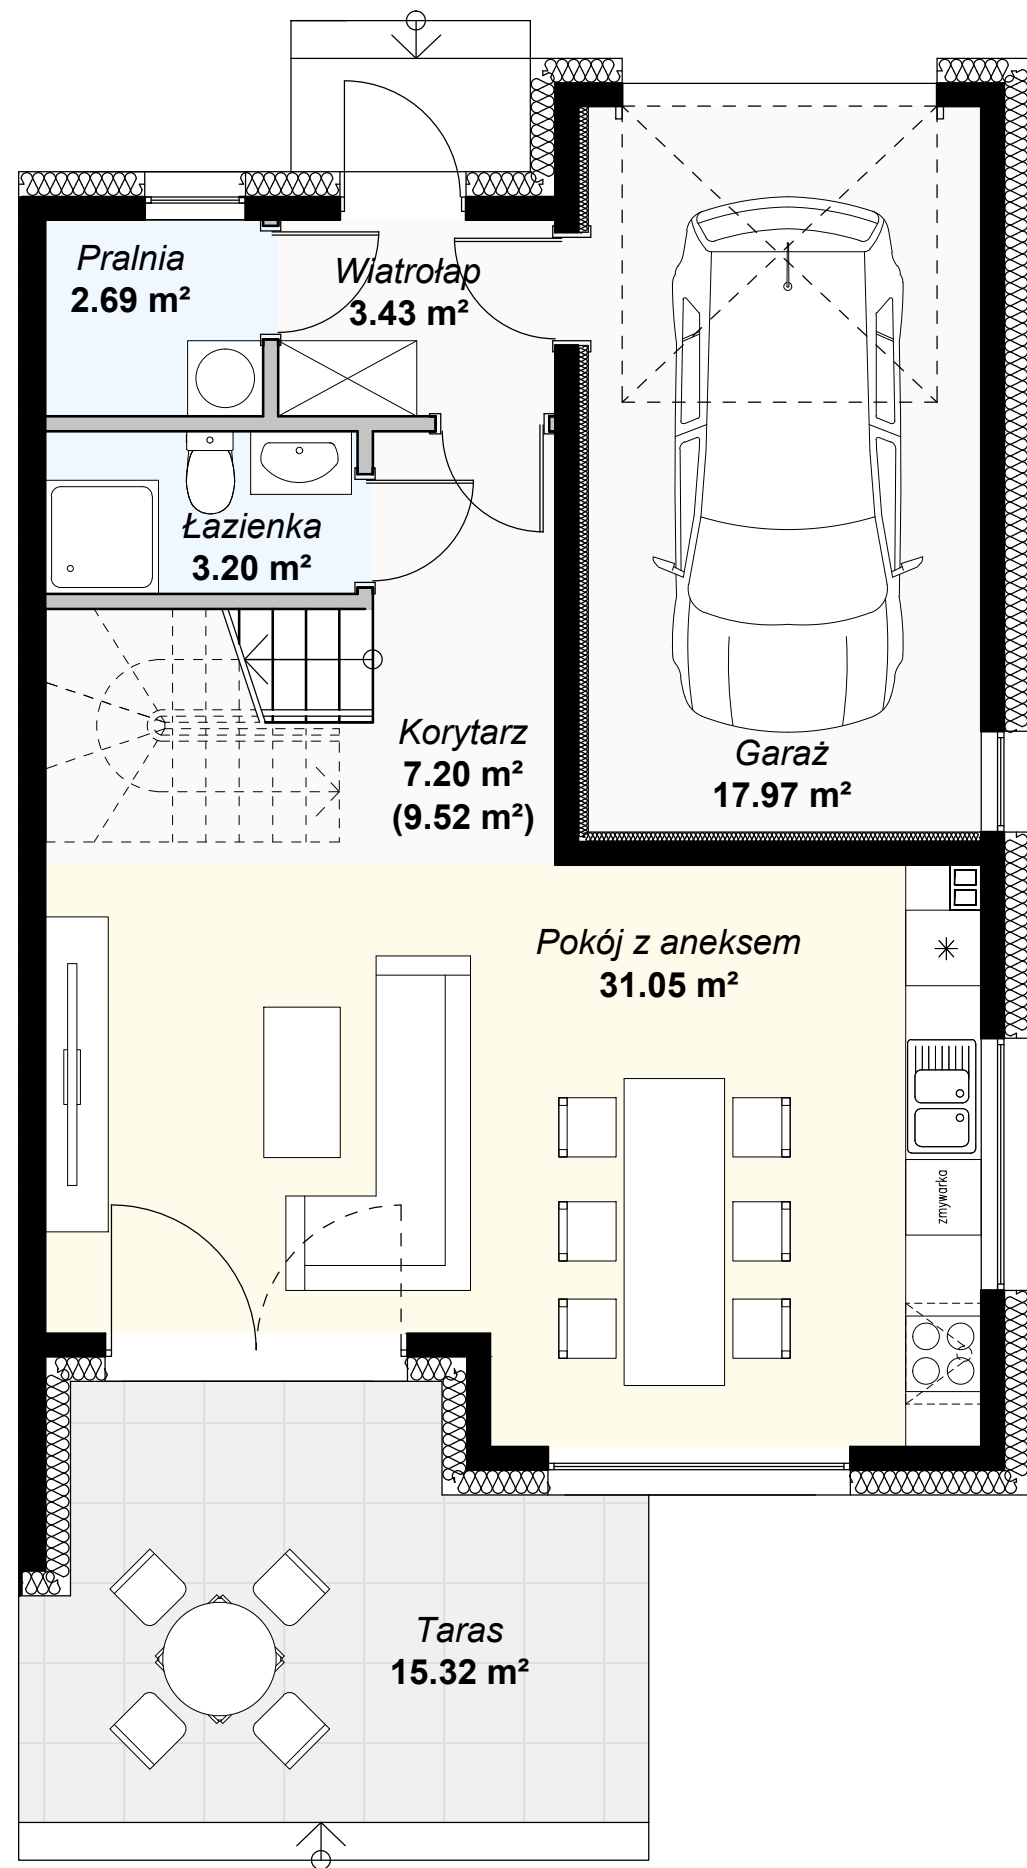 Pralnia
2.69 m²
Wiatrołap
3.43 m²
Łazienka
3.20 m²
Korytarz
7.20 m²
(9.52 m²)
Garaż
17.97 m²
Pokój z aneksem
31.05 m²
zmywarka
Taras
15.32 m²